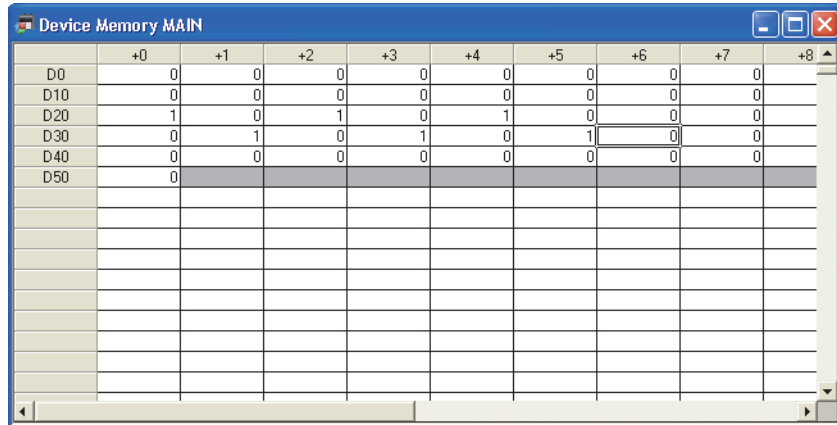 Device Memory MAIN
+0 +1 +2 +3 +4 +5 +6 +7 +8
D0 0 0 0 0 0 0 0 0
D10 0 0 0 0 0 0 0 0
D20 1 0 1 0 1 0 0 0
D30 0 1 0 1 0 1 0 0
D40 0 0 0 0 0 0 0 0
D50 0